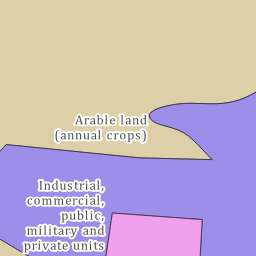 Arable land
(annual crops)
Industrial,
commercial,
public,
military and
private units